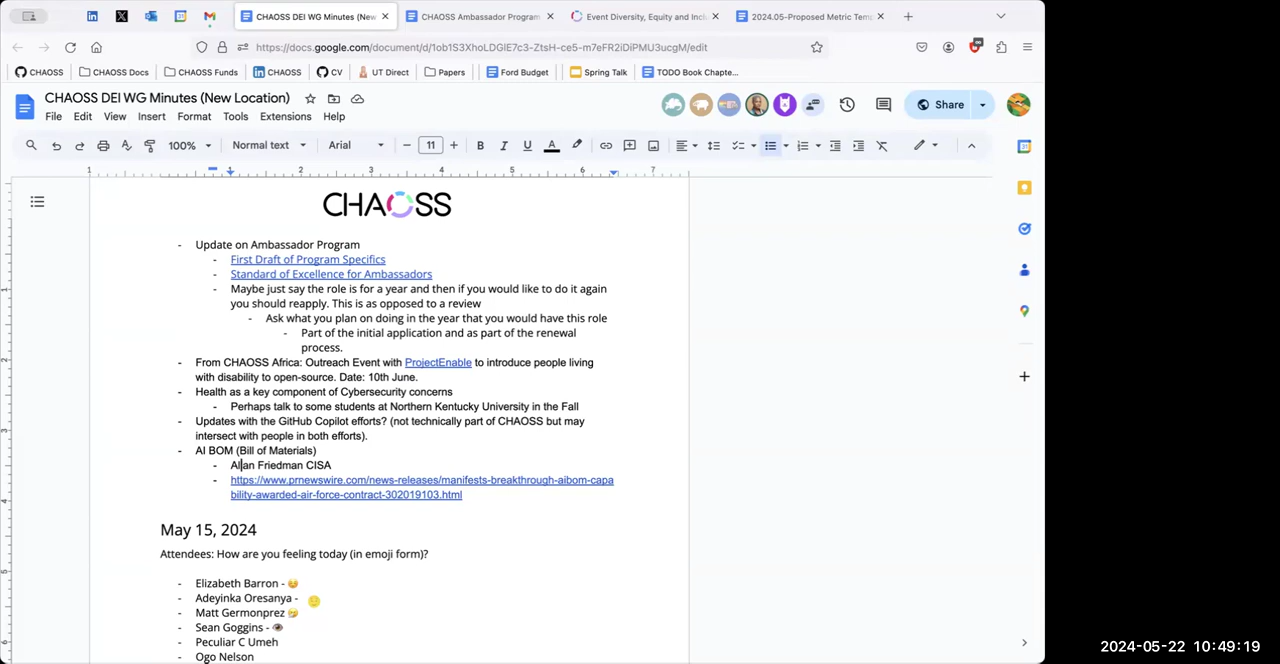 CHAOSS DEI WG Minutes (New
CHAOSS Ambassador Program
Event Diversity, Equity and Incl
2024.05-Proposed Metric Tem
https://docs.google.com/document/d/1ob1S3XhoLDGlE7c3-ZtsH-ce5-m7eFR2iDiPMU3ucgM/edit
CHAOSS
CHAOSS Docs
CHAOSS Funds
CHAOSS
CV
UT Direct
Papers
Ford Budget
Spring Talk
TODO Book Chapte...
CHAOSS DEI WG Minutes (New Location)
File Edit View Insert Format Tools Extensions Help
Share
100% Normal text Arial 11
1 1 2 3 4 5 6 7
CHAOSS
- Update on Ambassador Program
- First Draft of Program Specifics
- Standard of Excellence for Ambassadors
- Maybe just say the role is for a year and then if you would like to do it again
you should reapply. This is as opposed to a review
- Ask what you plan on doing in the year that you would have this role
- Part of the initial application and as part of the renewal
process.
- From CHAOSS Africa: Outreach Event with ProjectEnable to introduce people living
with disability to open-source. Date: 10th June.
- Health as a key component of Cybersecurity concerns
- Perhaps talk to some students at Northern Kentucky University in the Fall
- Updates with the GitHub Copilot efforts? (not technically part of CHAOSS but may
intersect with people in both efforts).
- AI BOM (Bill of Materials)
- Allan Friedman CISA
- https://www.prnewswire.com/news-releases/manifests-breakthrough-aibom-capa
bility-awarded-air-force-contract-302019103.html
May 15, 2024
Attendees: How are you feeling today (in emoji form)?
- Elizabeth Barron - 😊
- Adeyinka Oresanya -
- Matt Germonprez 🤧
- Sean Goggins - 👁
- Peculiar C Umeh
- Ogo Nelson
2024-05-22 10:49:19